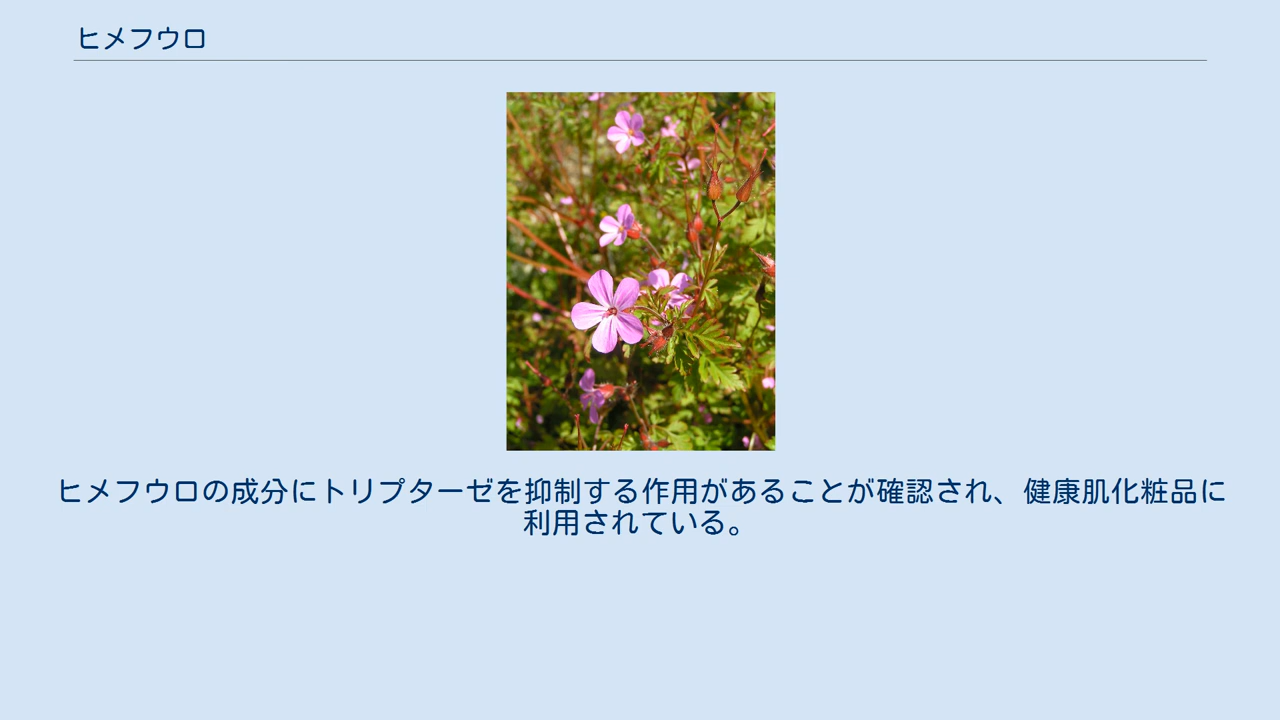 ヒメフウロ
ヒメフウロの成分にトリプターゼを抑制する作用があることが確認され、健康肌化粧品に
利用されている。